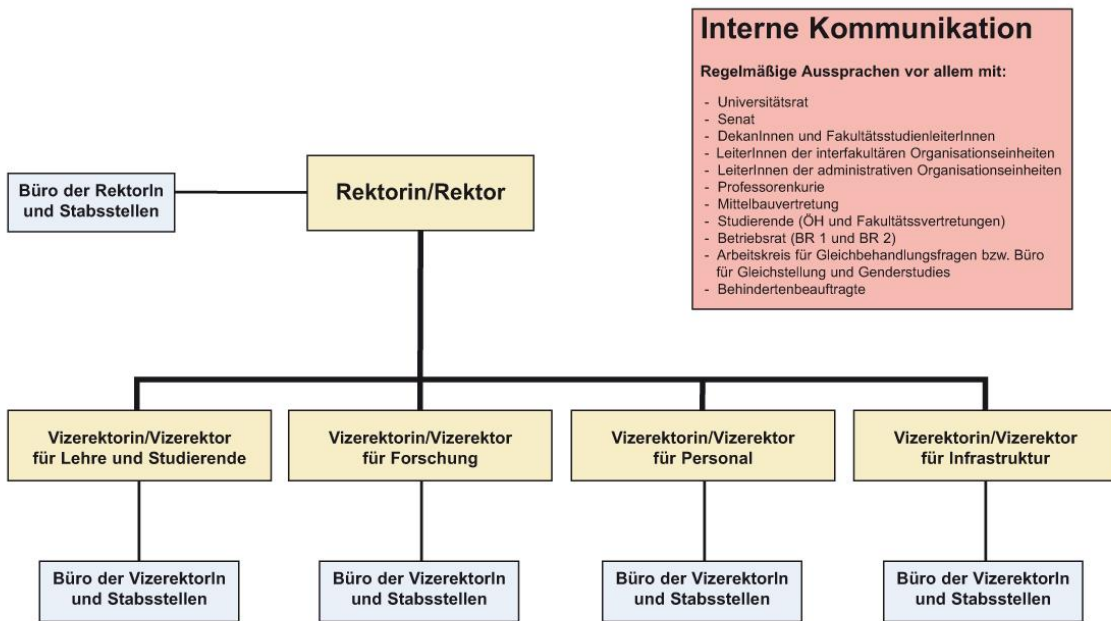 Interne Kommunikation
Regelmäßige Aussprachen vor allem mit:
- Universitätsrat
- Senat
- DekanInnen und FakultätsstudienleiterInnen
- LeiterInnen der interfakultären Organisationseinheiten
- LeiterInnen der administrativen Organisationseinheiten
- Professorenkurie
- Mittelbauvertretung
- Studierende (ÖH und Fakultätssvertretungen)
- Betriebsrat (BR 1 und BR 2)
- Arbeitskreis für Gleichbehandlungsfragen bzw. Büro
für Gleichstellung und Genderstudies
- Behindertenbeauftragte
Büro der RektorIn
und Stabsstellen
Rektorin/Rektor
Vizerektorin/Vizerektor
für Lehre und Studierende
Vizerektorin/Vizerektor
für Forschung
Vizerektorin/Vizerektor
für Personal
Vizerektorin/Vizerektor
für Infrastruktur
Büro der VizerektorIn
und Stabsstellen
Büro der VizerektorIn
und Stabsstellen
Büro der VizerektorIn
und Stabsstellen
Büro der VizerektorIn
und Stabsstellen